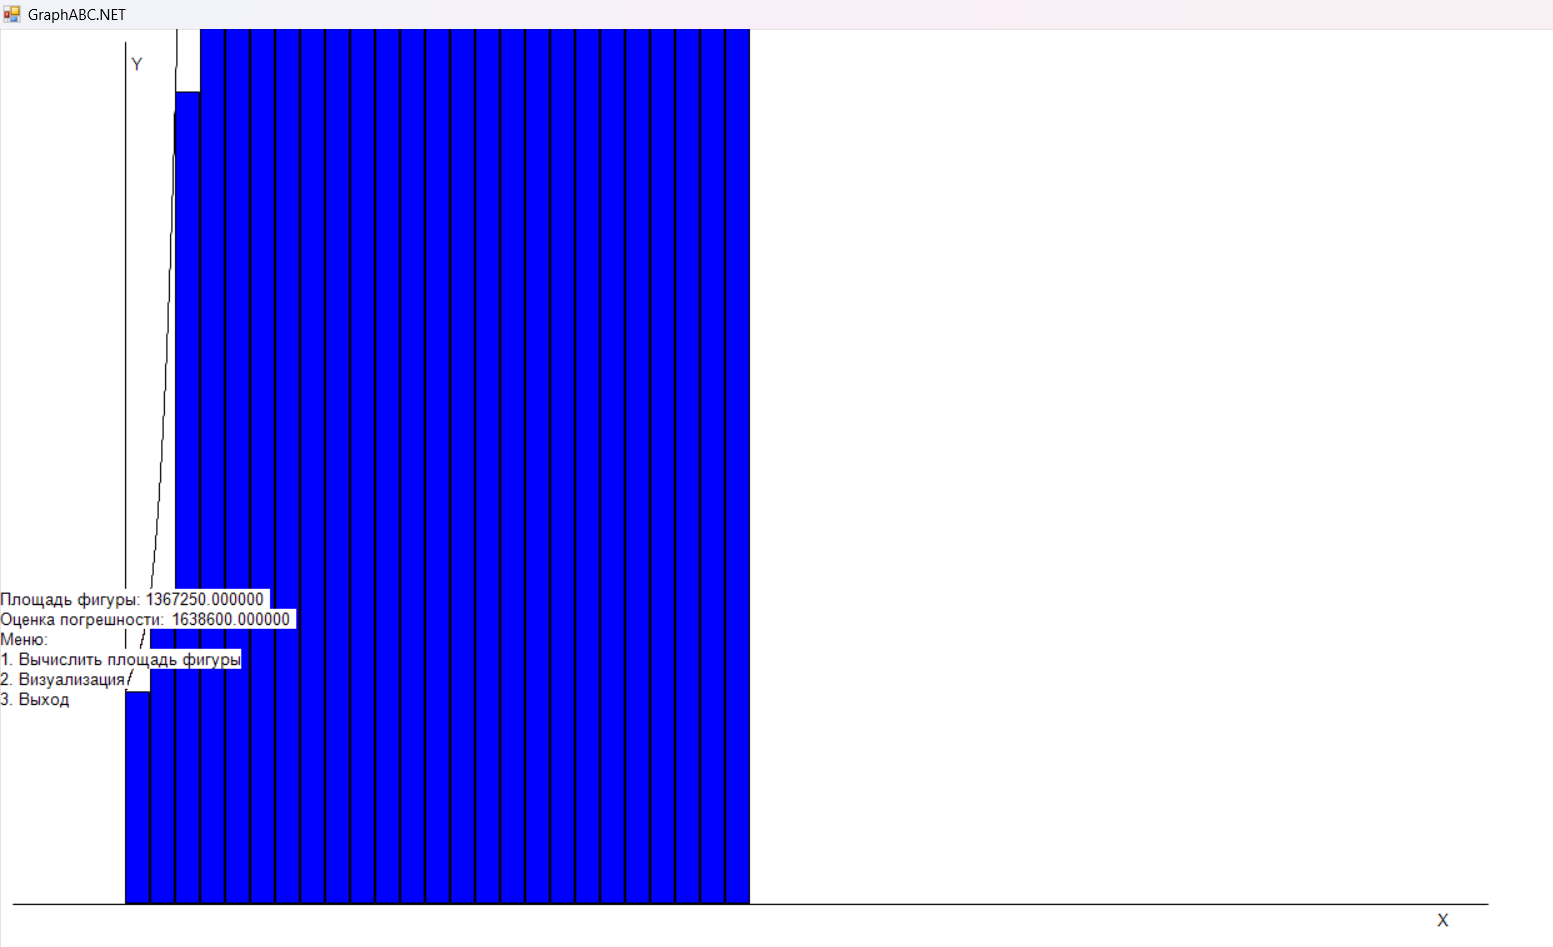 GraphABC.NET
Y
Площадь фигуры: 1367250.000000
Оценка погрешности: 1638600.000000
Меню:
1. Вычислить площадь фигуры
2. Визуализация
3. Выход
X